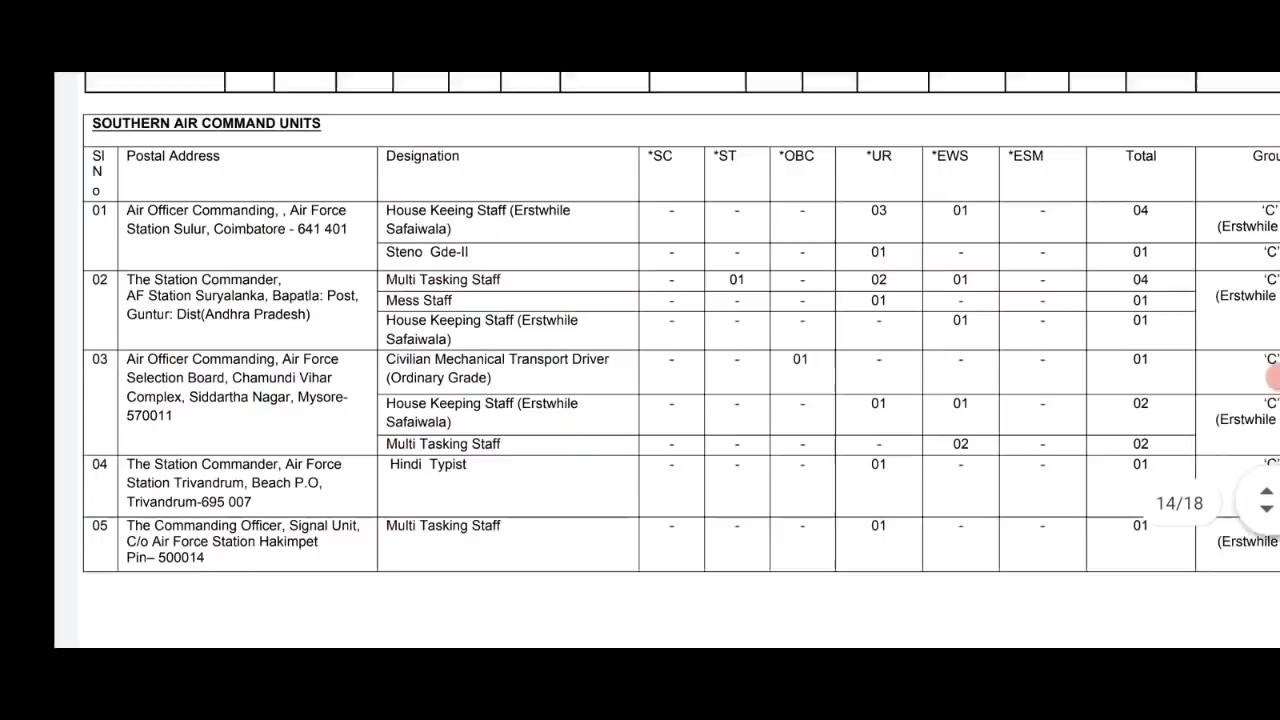 SOUTHERN AIR COMMAND UNITS
Sl N o Postal Address Designation *SC *ST *OBC *UR *EWS *ESM Total
01 Air Officer Commanding, , Air Force Station Sulur, Coimbatore - 641 401 House Keeing Staff (Erstwhile Safaiwala) - - - 03 01 - 04 'C' (Erstwhile
Steno Gde-II - - - 01 - - 01 'C'
02 The Station Commander, AF Station Suryalanka, Bapatla: Post, Guntur: Dist(Andhra Pradesh) Multi Tasking Staff - 01 - 02 01 - 04 'C' (Erstwhile
Mess Staff - - - 01 - - 01
House Keeping Staff (Erstwhile Safaiwala) - - - - 01 - 01
03 Air Officer Commanding, Air Force Selection Board, Chamundi Vihar Complex, Siddartha Nagar, Mysore-570011 Civilian Mechanical Transport Driver (Ordinary Grade) - - 01 - - - 01 'C'
House Keeping Staff (Erstwhile Safaiwala) - - - 01 01 - 02 'C' (Erstwhile
Multi Tasking Staff - - - - 02 - 02
04 The Station Commander, Air Force Station Trivandrum, Beach P.O, Trivandrum-695 007 Hindi Typist - - - 01 - - 01 'C'
14/18
05 The Commanding Officer, Signal Unit, C/o Air Force Station Hakimpet Pin– 500014 Multi Tasking Staff - - - 01 - - 01 (Erstwhile